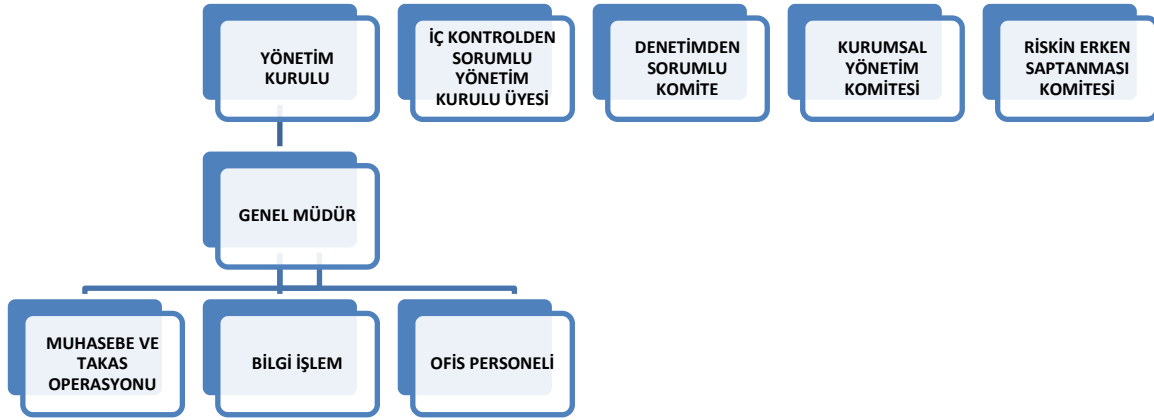 YÖNETİM
KURULU
İÇ KONTROLDEN
SORUMLU
YÖNETİM
KURULU ÜYESİ
DENETİMDEN
SORUMLU
KOMİTE
KURUMSAL
YÖNETİM
KOMİTESİ
RİSKİN ERKEN
SAPTANMASI
KOMİTESİ
GENEL MÜDÜR
MUHASEBE VE
TAKAS
OPERASYONU
BİLGİ İŞLEM
OFİS PERSONELİ